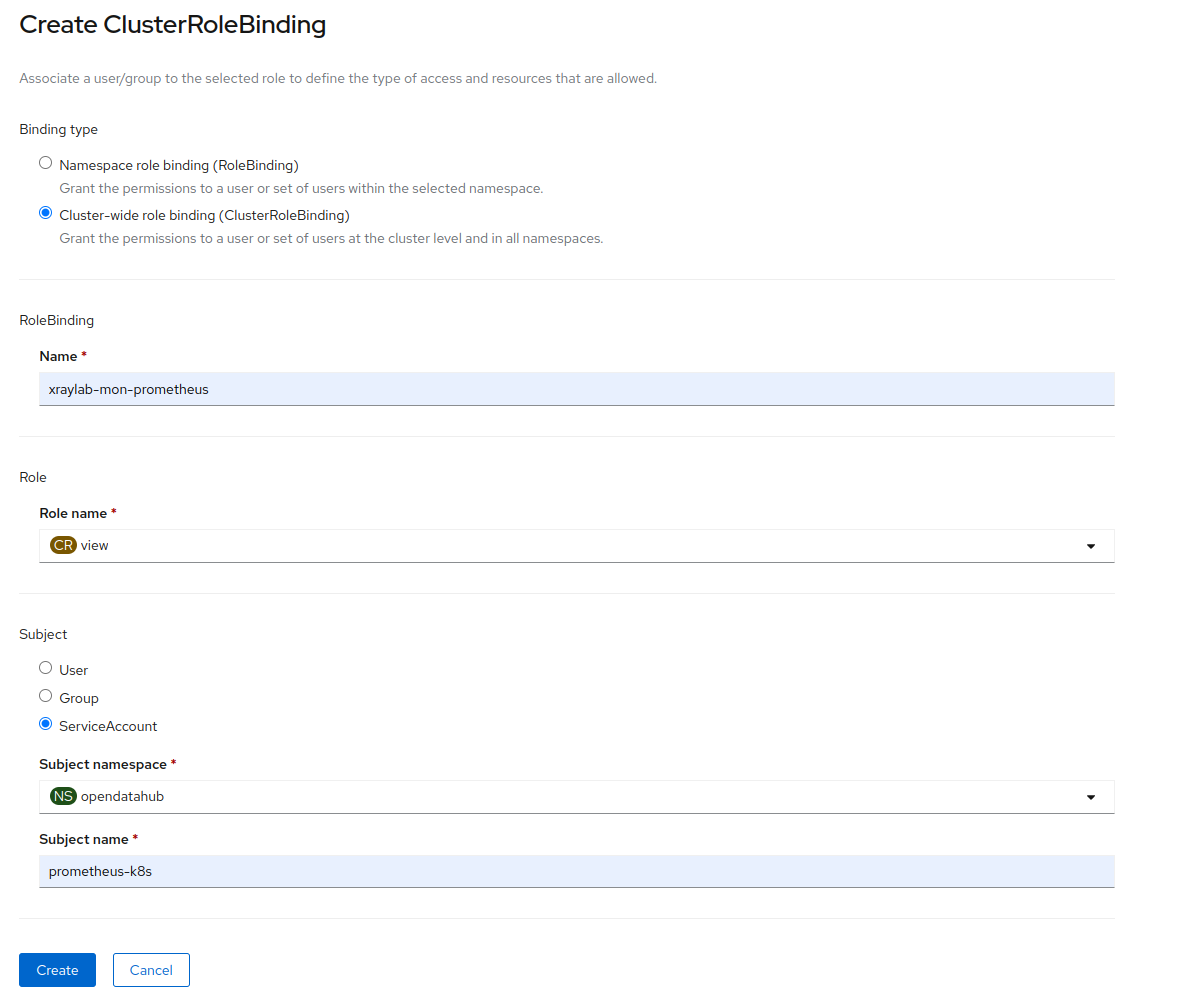 Create ClusterRoleBinding
Associate a user/group to the selected role to define the type of access and resources that are allowed.
Binding type
Namespace role binding (RoleBinding)
Grant the permissions to a user or set of users within the selected namespace.
Cluster-wide role binding (ClusterRoleBinding)
Grant the permissions to a user or set of users at the cluster level and in all namespaces.
RoleBinding
Name *
xraylab-mon-prometheus
Role
Role name *
CR view
Subject
User
Group
ServiceAccount
Subject namespace *
NS opendatahub
Subject name *
prometheus-k8s
Create Cancel